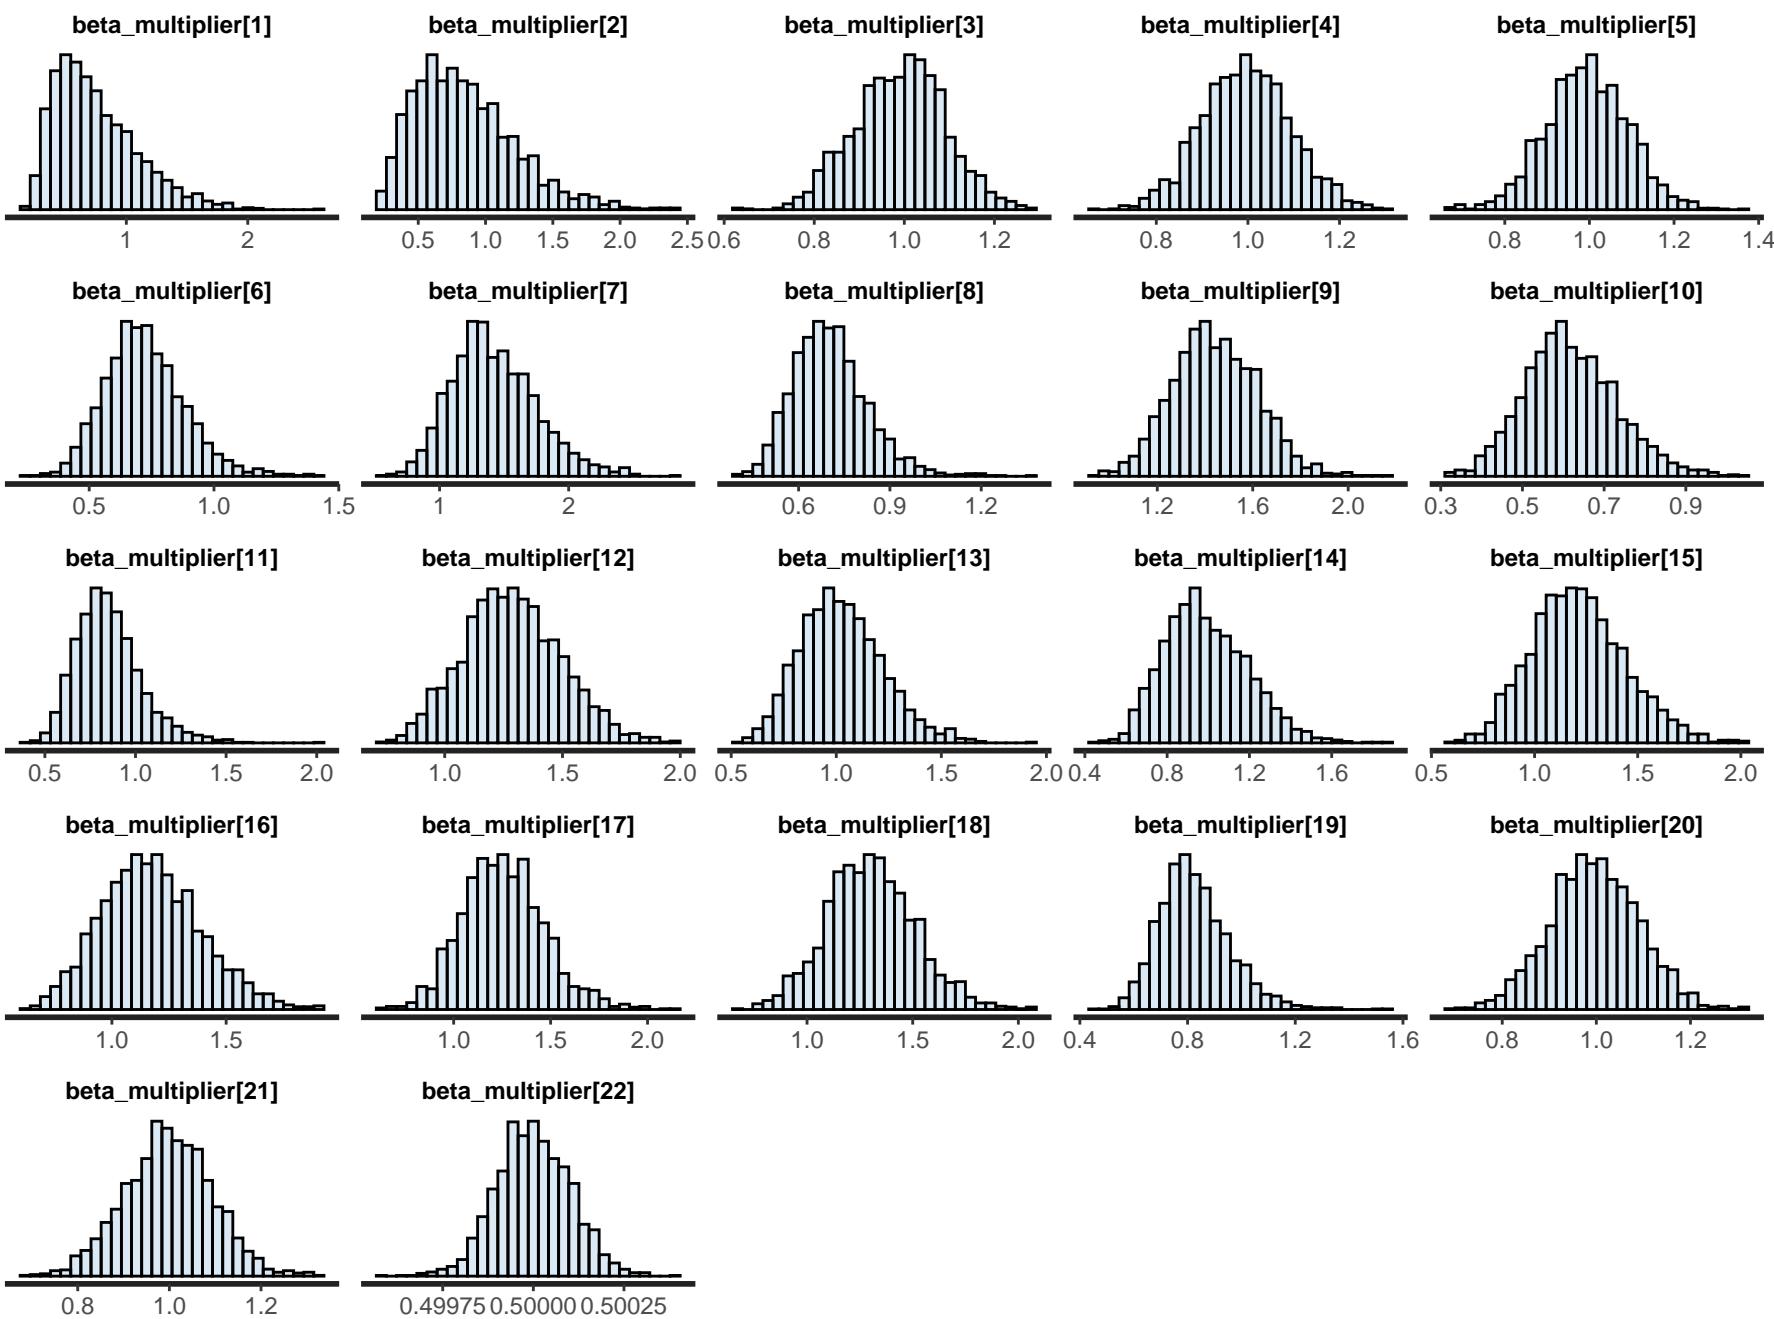 beta_multiplier[1] beta_multiplier[2] beta_multiplier[3] beta_multiplier[4] beta_multiplier[5]
1 2 0.5 1.0 1.5 2.0 2.5 0.6 0.8 1.0 1.2 0.8 1.0 1.2 0.8 1.0 1.2 1.4
beta_multiplier[6] beta_multiplier[7] beta_multiplier[8] beta_multiplier[9] beta_multiplier[10]
0.5 1.0 1.5 1 2 0.6 0.9 1.2 1.2 1.6 2.0 0.3 0.5 0.7 0.9
beta_multiplier[11] beta_multiplier[12] beta_multiplier[13] beta_multiplier[14] beta_multiplier[15]
0.5 1.0 1.5 2.0 1.0 1.5 2.0 0.5 1.0 1.5 2.0 0.4 0.8 1.2 1.6 0.5 1.0 1.5 2.0
beta_multiplier[16] beta_multiplier[17] beta_multiplier[18] beta_multiplier[19] beta_multiplier[20]
1.0 1.5 1.0 1.5 2.0 1.0 1.5 2.0 0.4 0.8 1.2 1.6 0.8 1.0 1.2
beta_multiplier[21] beta_multiplier[22]
0.8 1.0 1.2 0.49975 0.50000 0.50025